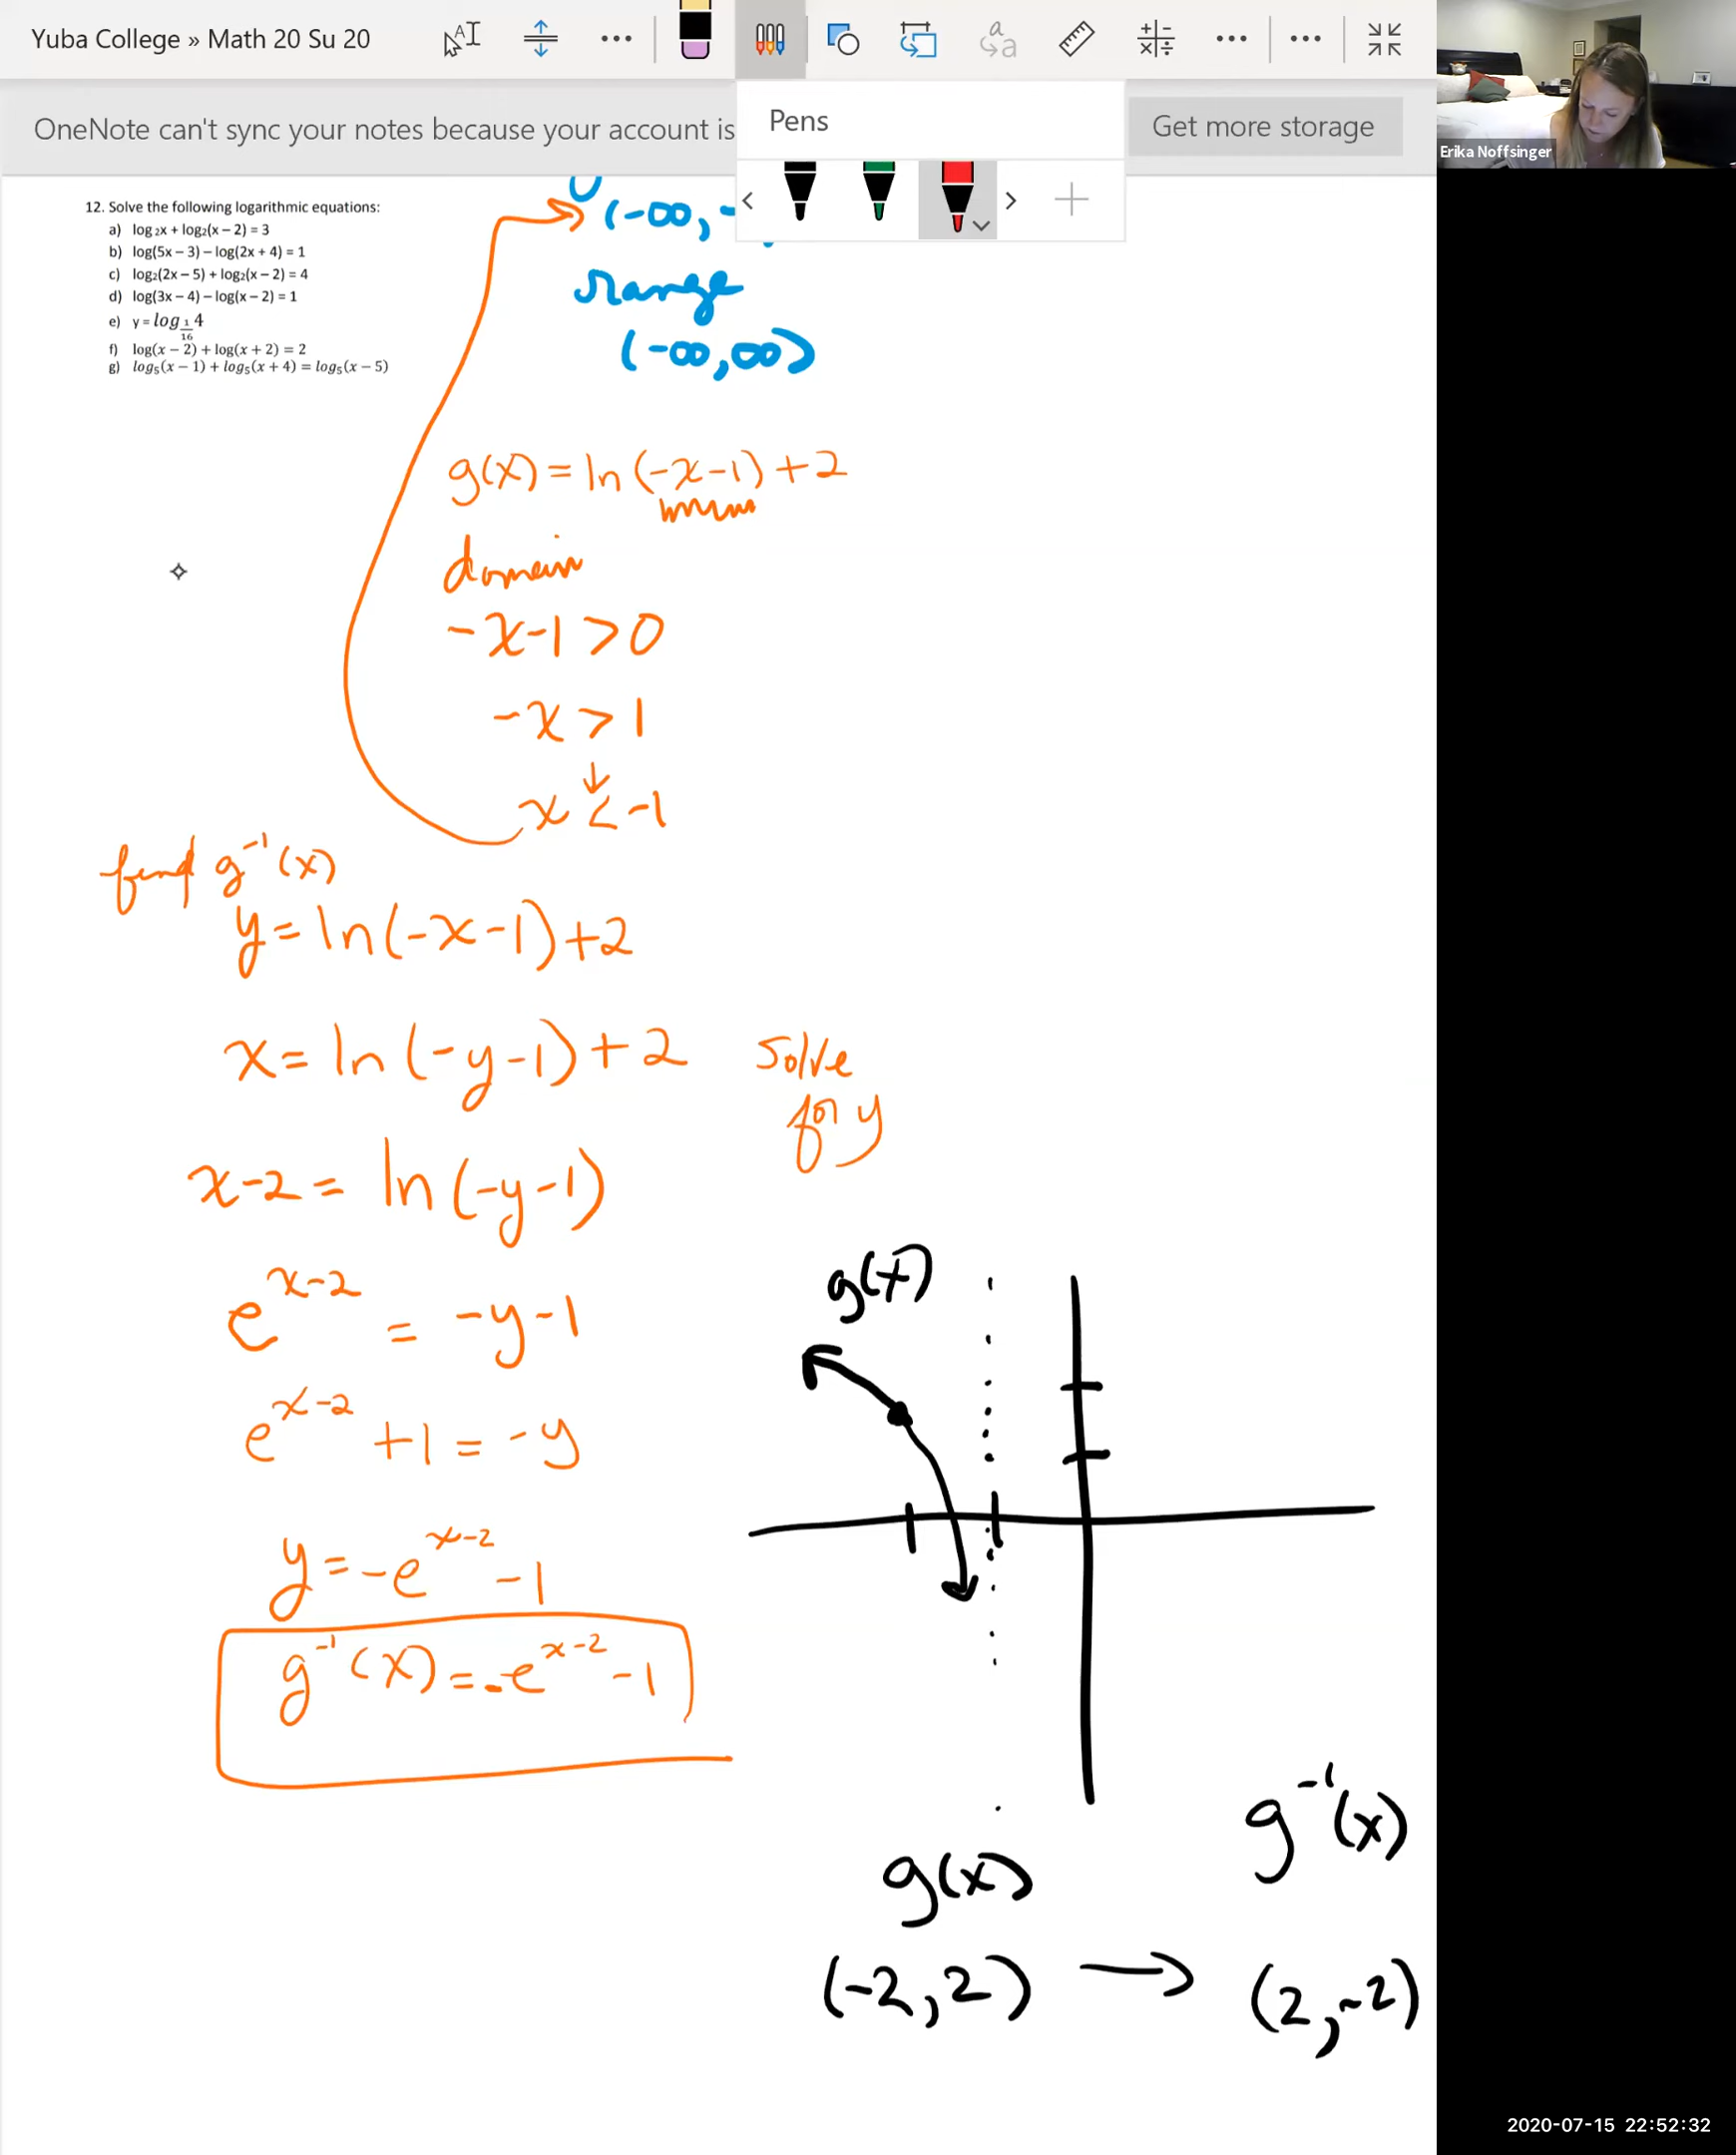 Yuba College » Math 20 Su 20
OneNote can't sync your notes because your account is
Pens
Get more storage
Erika Noffsinger
12. Solve the following logarithmic equations:
a) log₂x + log₂(x – 2) = 3
b) log(5x – 3) – log(2x + 4) = 1
c) log₂(2x – 5) + log₂(x – 2) = 4
d) log(3x – 4) – log(x – 2) = 1
e) y = log_(1/16) 4
f) log(x − 2) + log(x + 2) = 2
g) log₅(x − 1) + log₅(x + 4) = log₅(x − 5)
(-∞, -
range
(-∞, ∞)
g(x) = ln(-x-1)+2
domain
-x-1>0
-x > 1
x < -1
find g⁻¹(x)
y = ln(-x-1)+2
x = ln(-y-1)+2 solve
for y
x-2 = ln(-y-1)
e^(x-2) = -y-1
e^(x-2) +1 = -y
y = -e^(x-2) -1
g⁻¹(x) = -e^(x-2) -1
g(x)
g(x) g⁻¹(x)
(-2,2) → (2,-2)
2020-07-15 22:52:32